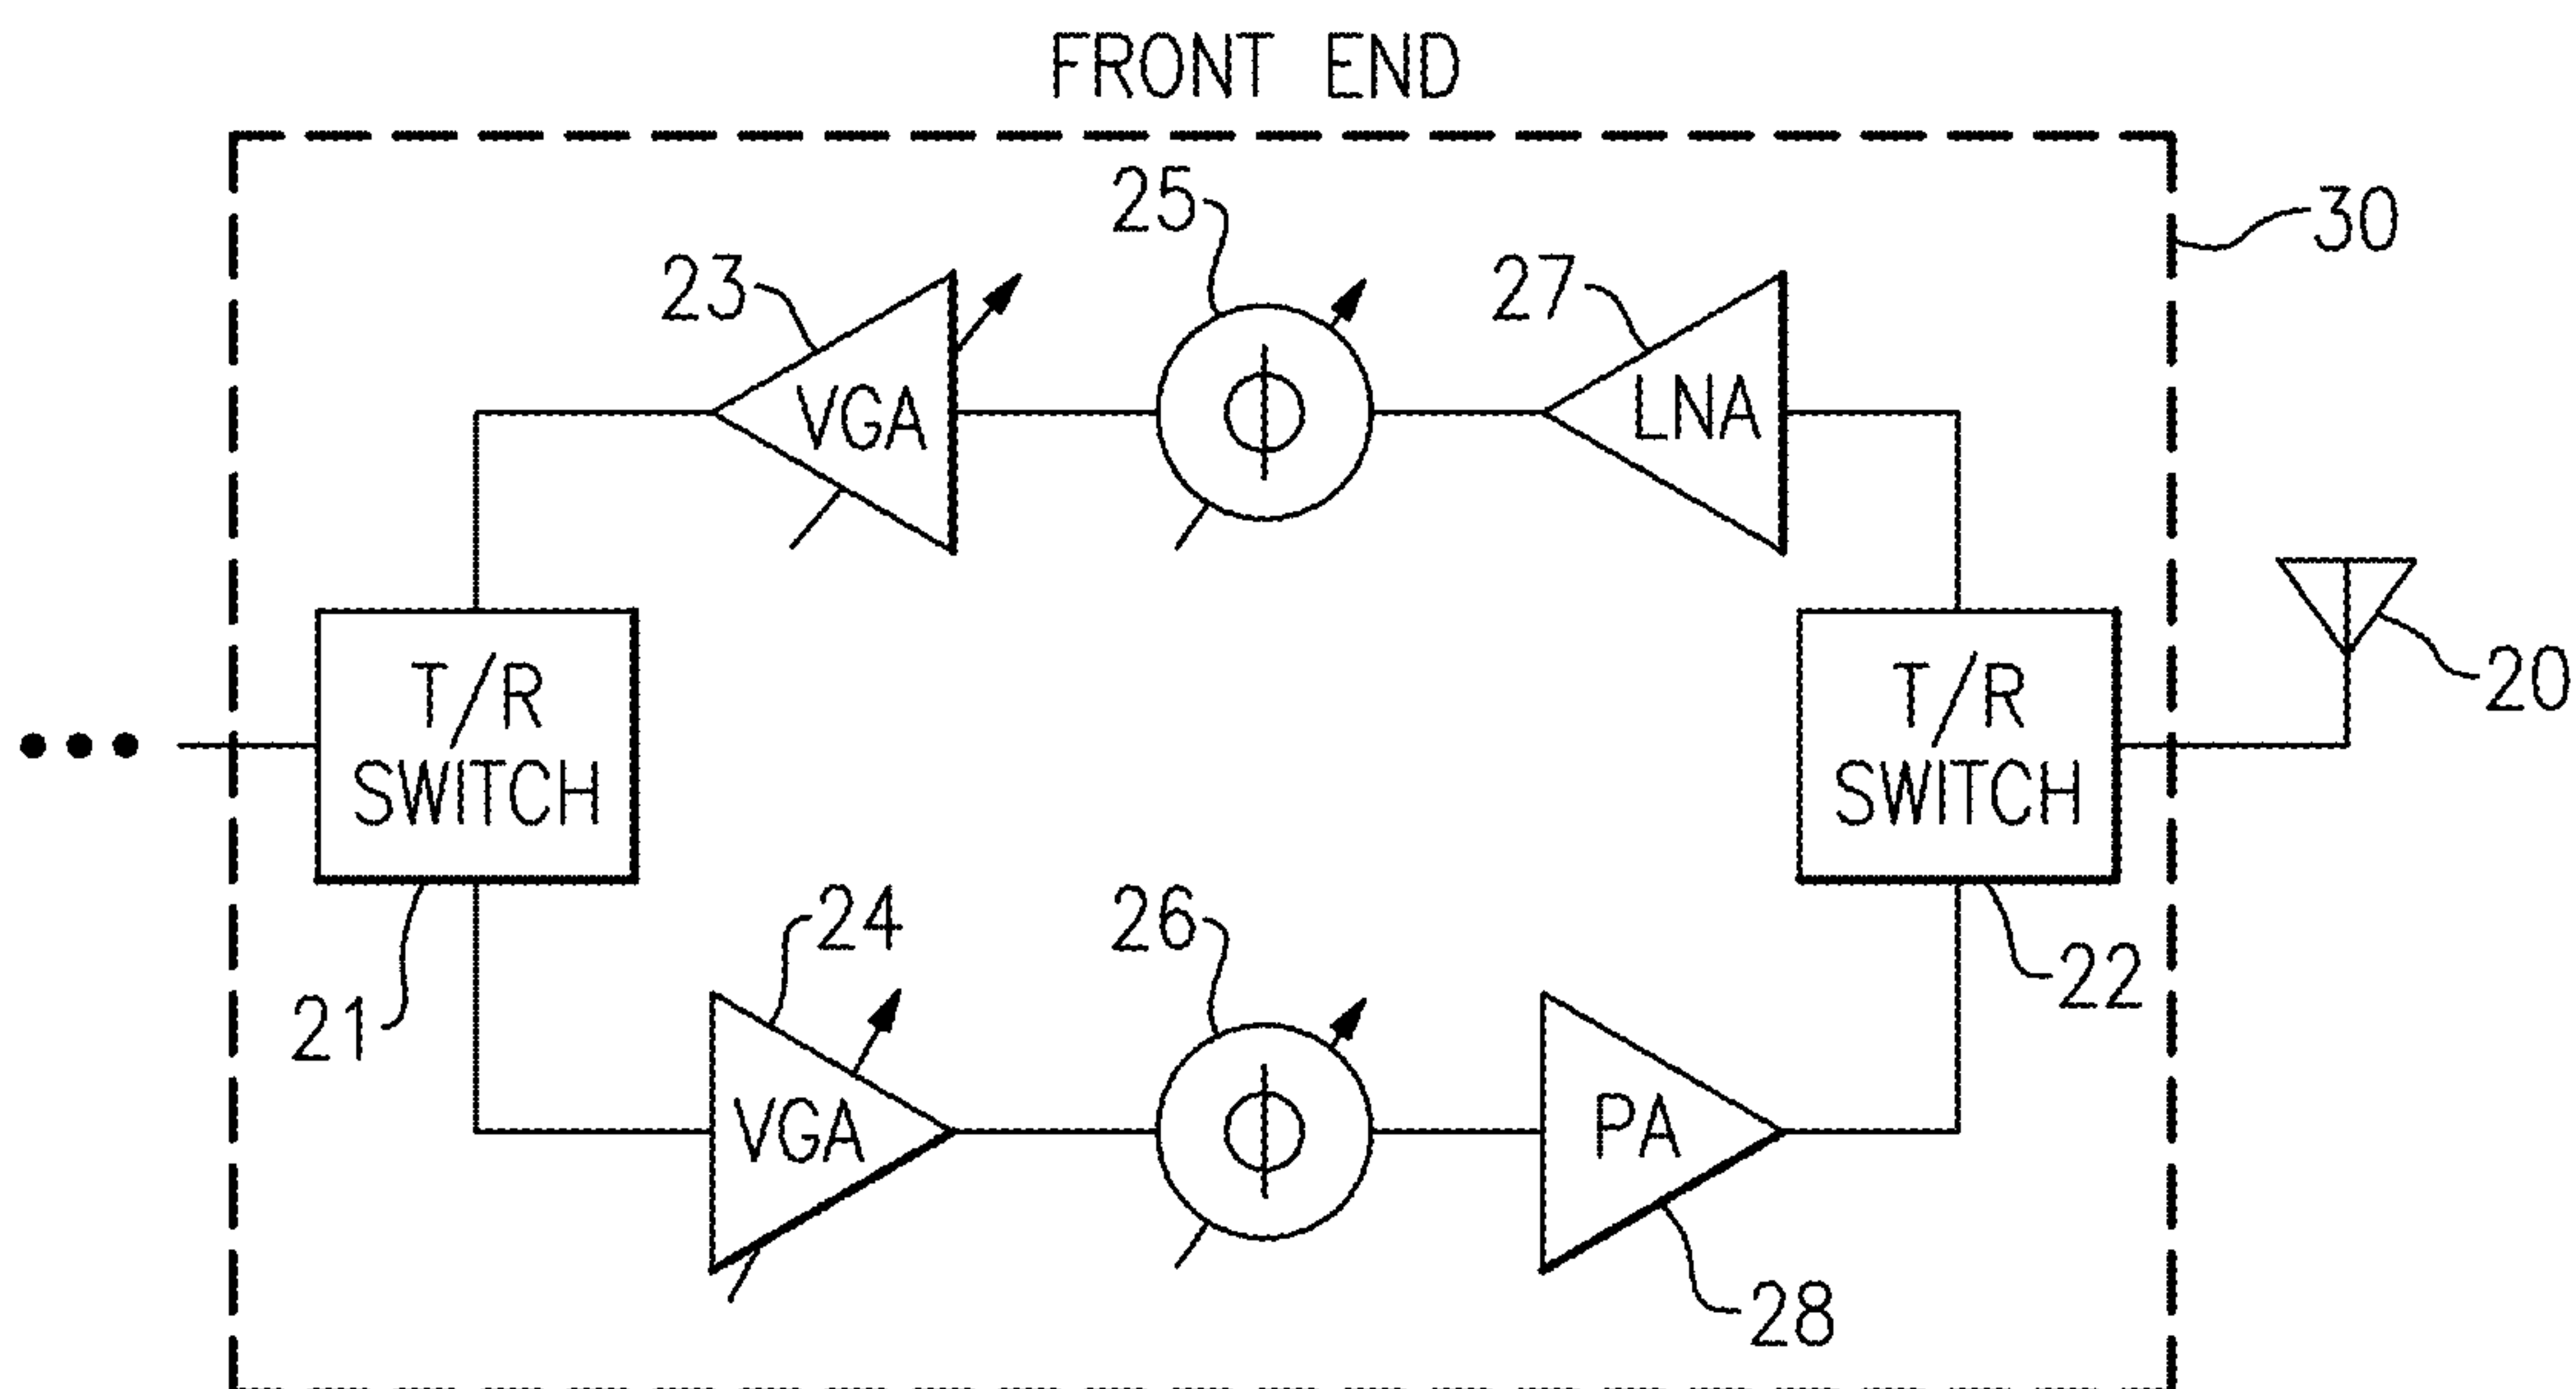 FRONT END
25
30
23
27
VGA
LNA
T/R
SWITCH
T/R
SWITCH
20
24
26
22
21
VGA
PA
28